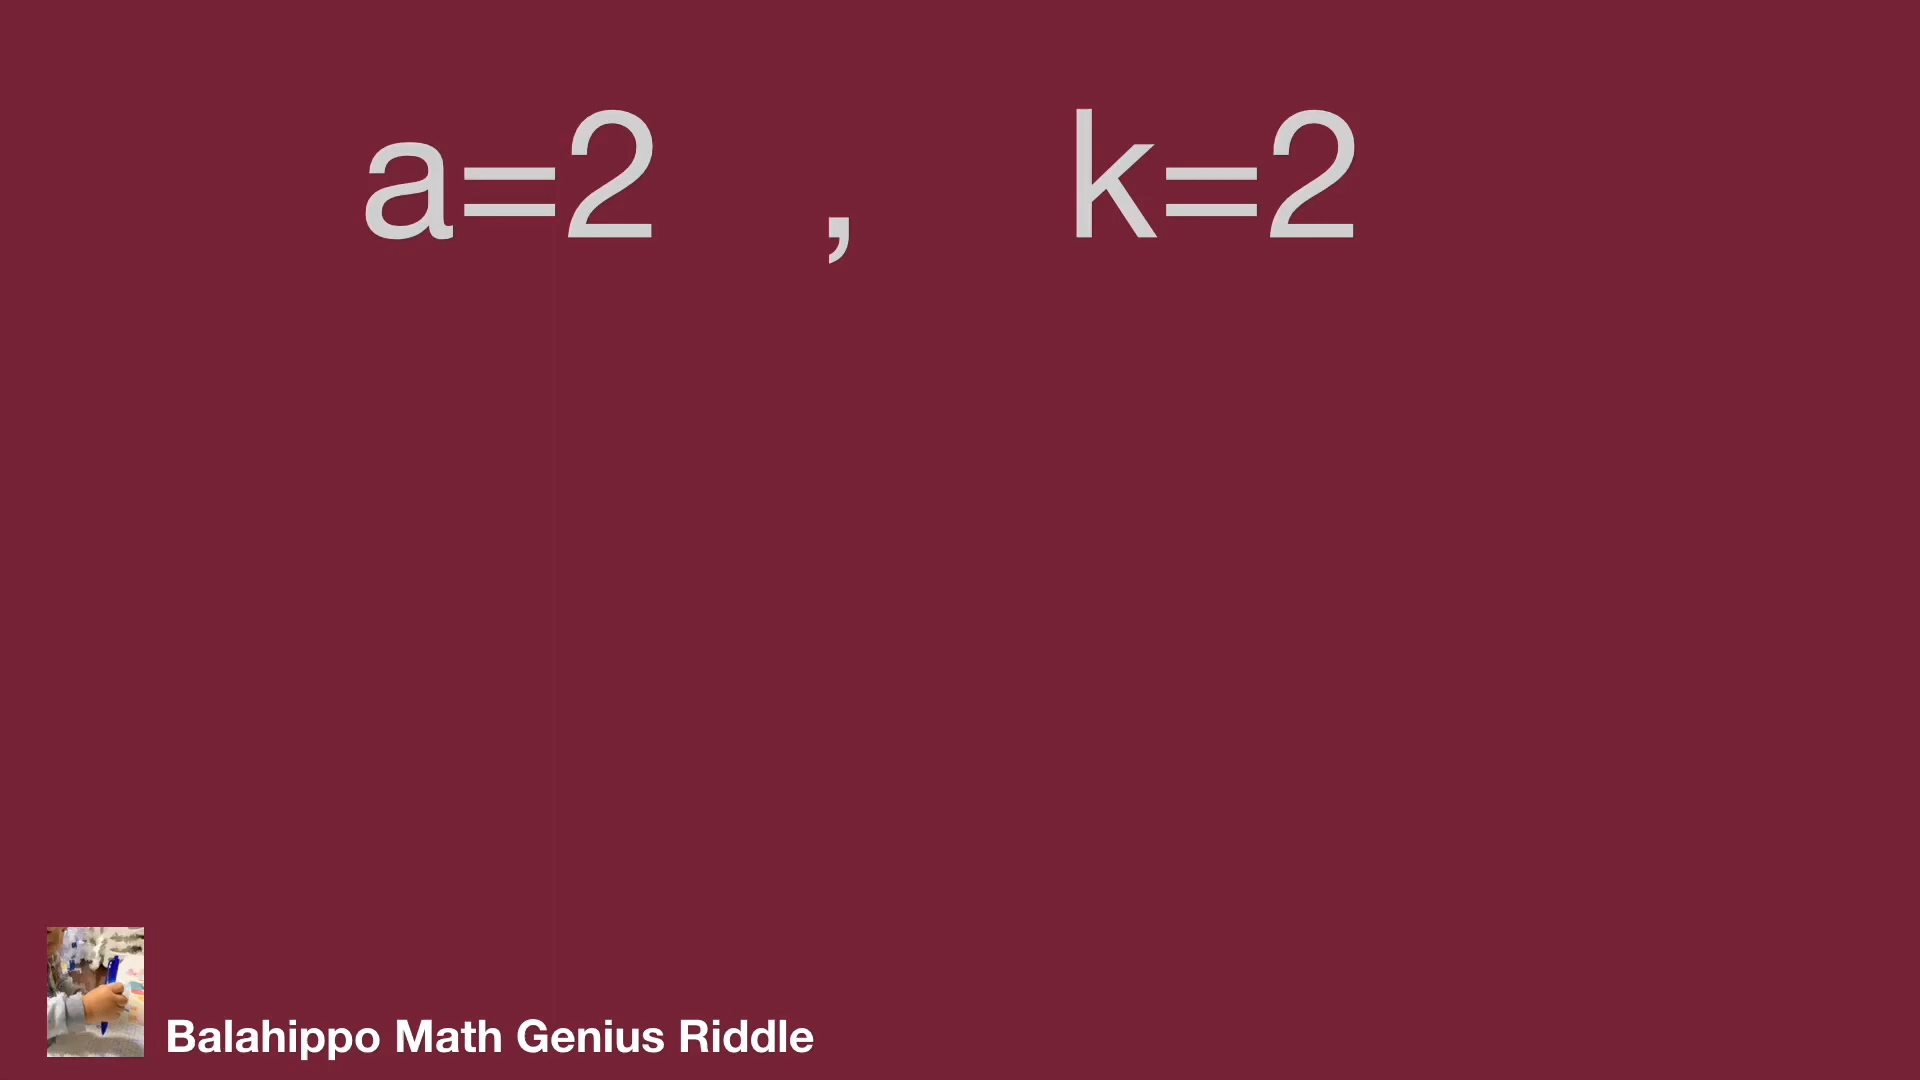 a=2 , k=2
Balahippo Math Genius Riddle